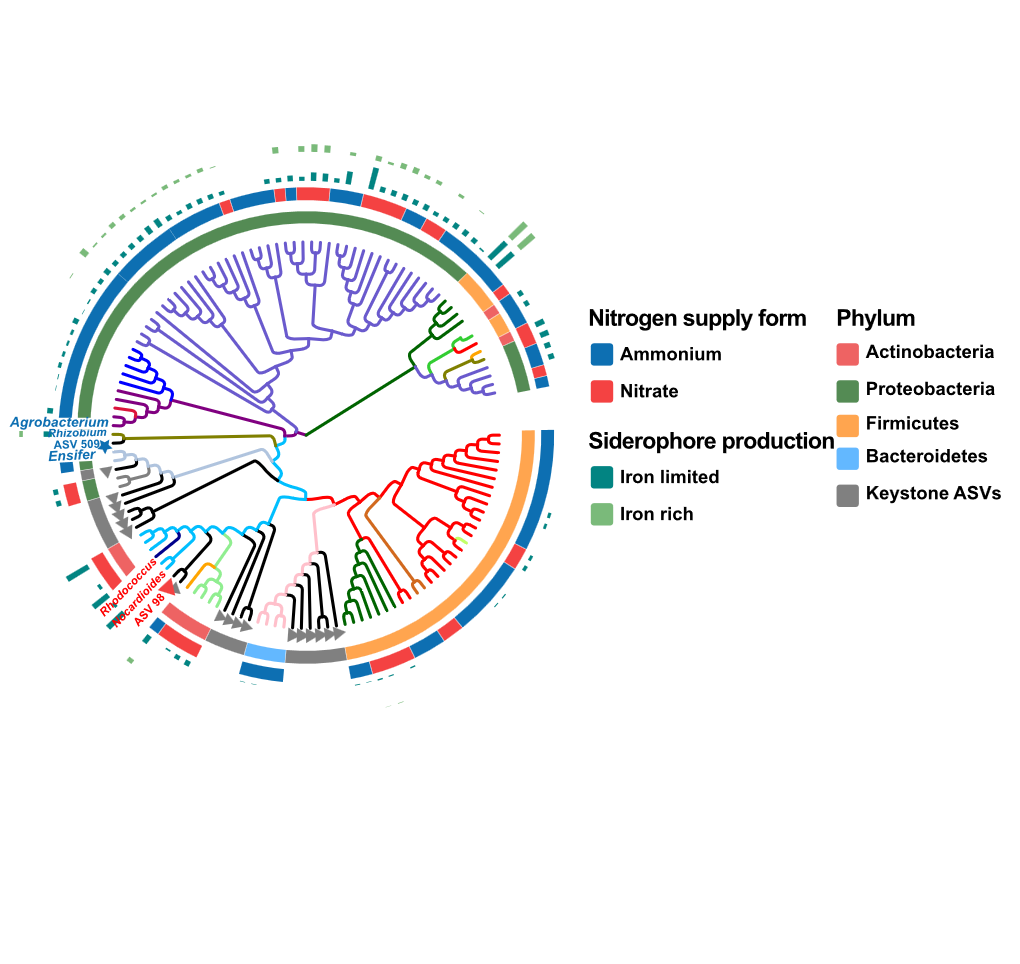 Agrobacterium
Rhizobium
ASV 509
Ensifer
Rhodococcus
Nocardioides
ASV 98
Nitrogen supply form
Ammonium
Nitrate
Siderophore production
Iron limited
Iron rich
Phylum
Actinobacteria
Proteobacteria
Firmicutes
Bacteroidetes
Keystone ASVs